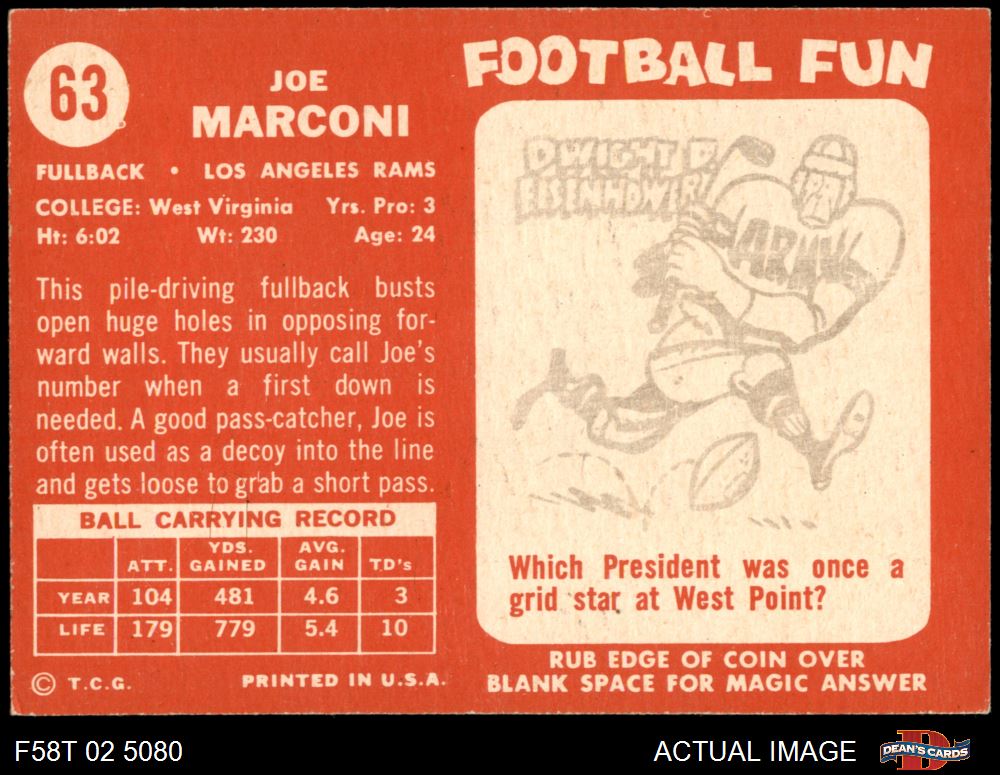 63
JOE
MARCONI
FULLBACK • LOS ANGELES RAMS
COLLEGE: West Virginia Yrs. Pro: 3
Ht: 6:02 Wt: 230 Age: 24
This pile-driving fullback busts
open huge holes in opposing for-
ward walls. They usually call Joe's
number when a first down is
needed. A good pass-catcher, Joe is
often used as a decoy into the line
and gets loose to grab a short pass.
BALL CARRYING RECORD
ATT. YDS. GAINED AVG. GAIN TD's
YEAR 104 481 4.6 3
LIFE 179 779 5.4 10
© T.C.G. PRINTED IN U.S.A.
FOOTBALL FUN
DWIGHT D.
EISENHOWER
ARMY
Which President was once a
grid star at West Point?
RUB EDGE OF COIN OVER
BLANK SPACE FOR MAGIC ANSWER
F58T 02 5080
ACTUAL IMAGE
DEAN'S CARDS